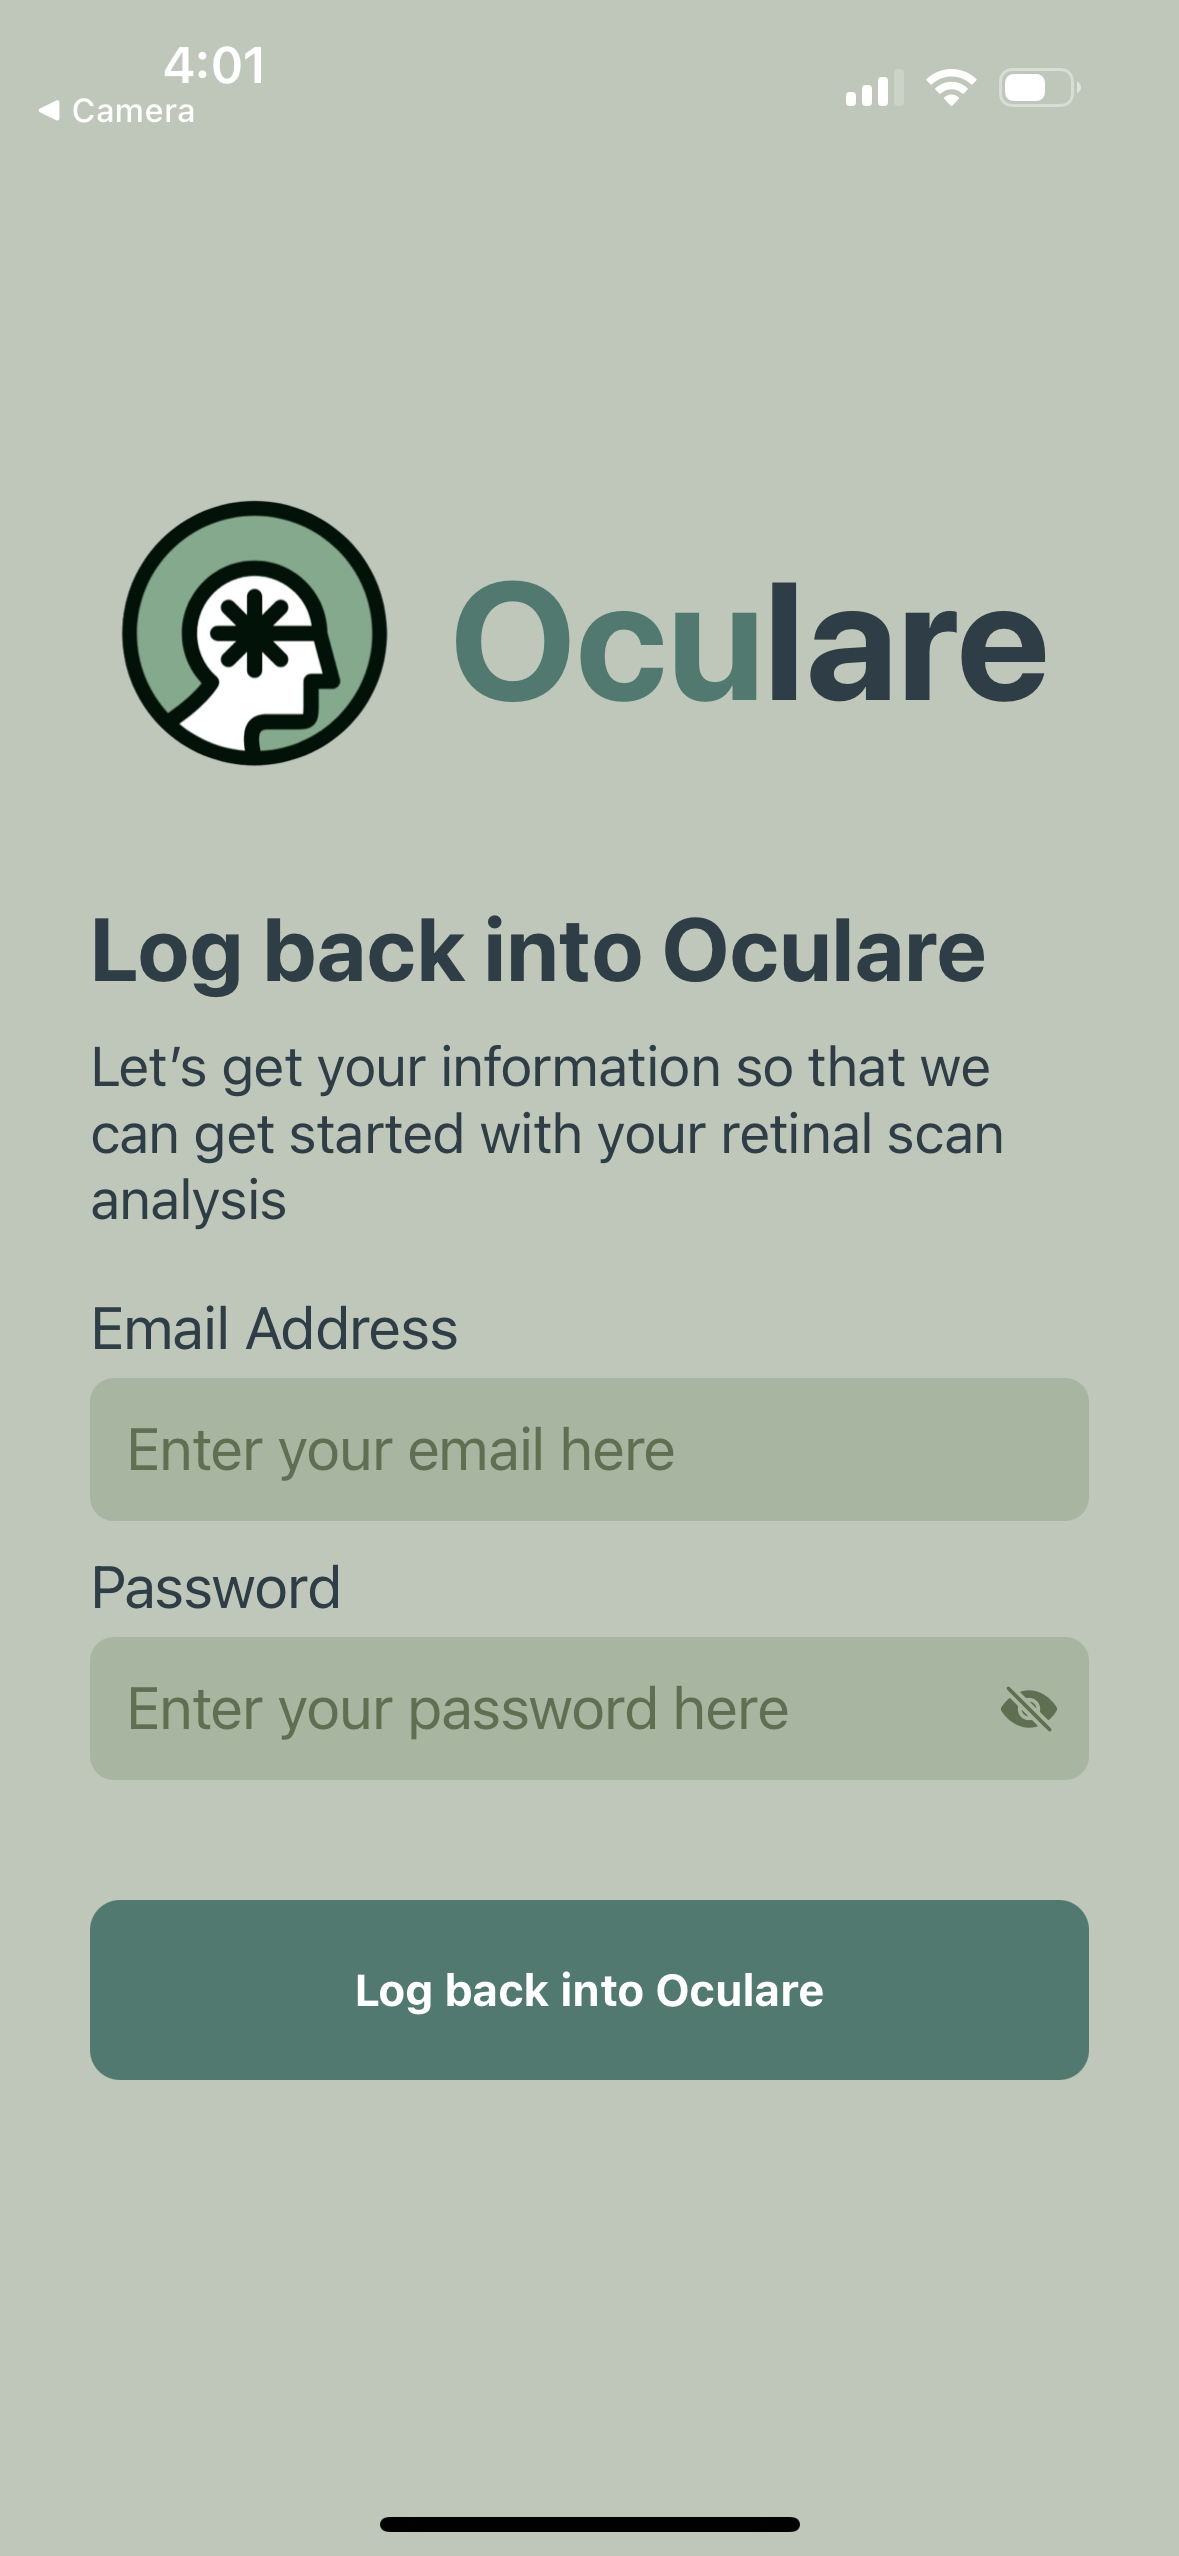 4:01
Camera
Oculare
Log back into Oculare
Let’s get your information so that we
can get started with your retinal scan
analysis
Email Address
Enter your email here
Password
Enter your password here
Log back into Oculare